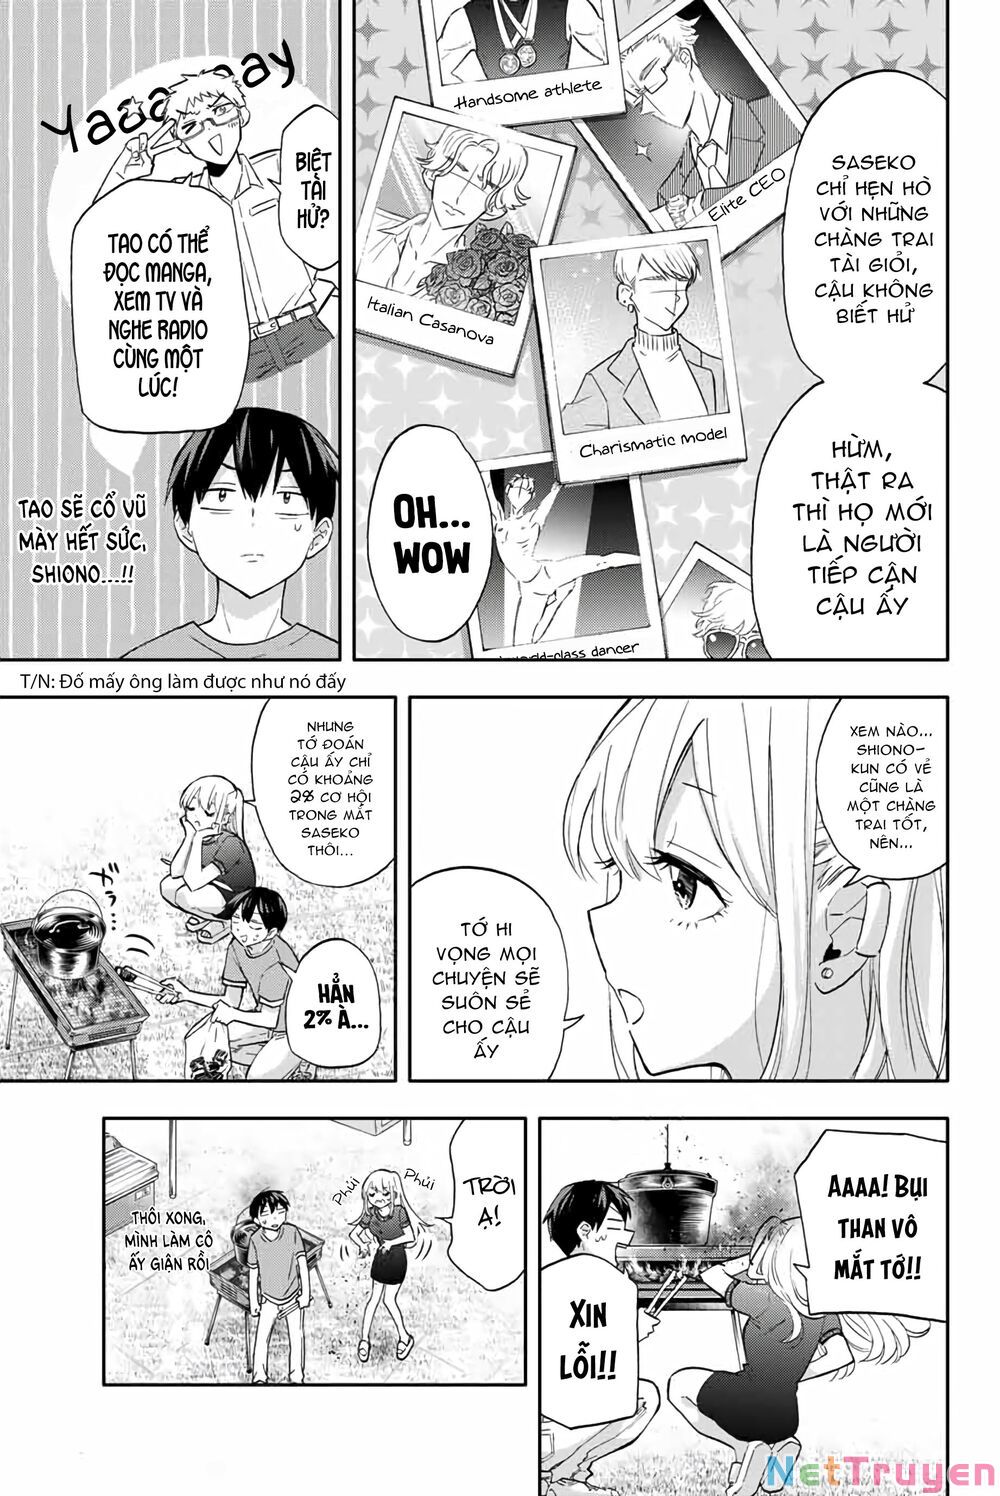 SASEKO
CHỈ HẸN HÒ
VỚI NHỮNG
CHÀNG TRAI
TÀI GIỎI,
CẬU KHÔNG
BIẾT HỬ
Handsome athlete
Elite CEO
Italian Casanova
Charismatic model
HỪM,
THẬT RA
THÌ HỌ MỚI
LÀ NGƯỜI
TIẾP CẬN
CẬU ẤY
OH...
WOW
class dancer
BIỆT
TÀI
HỬ?
TAO CÓ THỂ
ĐỌC MANGA,
XEM TV VÀ
NGHE RADIO
CÙNG MỘT
LÚC!
TAO SẼ CỔ VŨ
MÀY HẾT SỨC,
SHIONO...!!
T/N: Đố mấy ông làm được như nó đấy
XEM NÀO...
SHIONO-
KUN CÓ VẺ
CŨNG LÀ
MỘT CHÀNG
TRAI TỐT,
NÊN...
TỚ HI
VỌNG MỌI
CHUYỆN SẼ
SUÔN SẺ
CHO CẬU
ẤY
NHƯNG
TỚ ĐOÁN
CẬU ẤY CHỈ
CÓ KHOẢNG
2% CƠ HỘI
TRONG MẮT
SASEKO
THÔI...
HẲN
2% À...
AAAA! BỤI
THAN VÔ
MẮT TỚ!!
XIN
LỖI!!
TRỜI
Ạ!
Phủi
Phủi
THÔI XONG,
MÌNH LÀM CÔ
ẤY GIẬN RỒI
NetTruyen